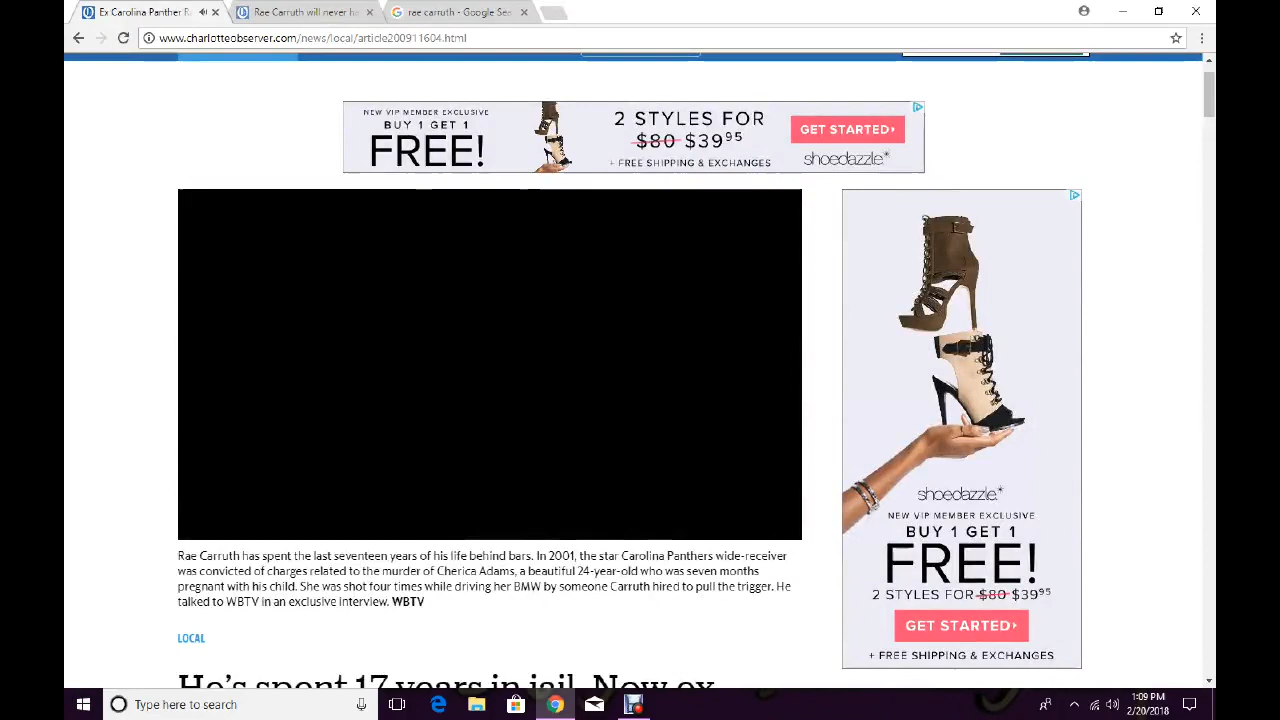 Ex Carolina Panther R
Rae Carruth will never he
rae carruth - Google Sea
www.charlotteobserver.com/news/local/article200911604.html
NEW VIP MEMBER EXCLUSIVE
BUY 1 GET 1
FREE!
2 STYLES FOR
$80 $39.95
+ FREE SHIPPING & EXCHANGES
GET STARTED
shoedazzle*
shoedazzle*
NEW VIP MEMBER EXCLUSIVE
BUY 1 GET 1
FREE!
2 STYLES FOR $80 $39.95
GET STARTED
+ FREE SHIPPING & EXCHANGES
Rae Carruth has spent the last seventeen years of his life behind bars. In 2001, the star Carolina Panthers wide-receiver
was convicted of charges related to the murder of Cherica Adams, a beautiful 24-year-old who was seven months
pregnant with his child. She was shot four times while driving her BMW by someone Carruth hired to pull the trigger. He
talked to WBTV in an exclusive interview. WBTV
LOCAL
He's spent 17 years in jail. Now ex
Type here to search
1:09 PM
2/20/2018